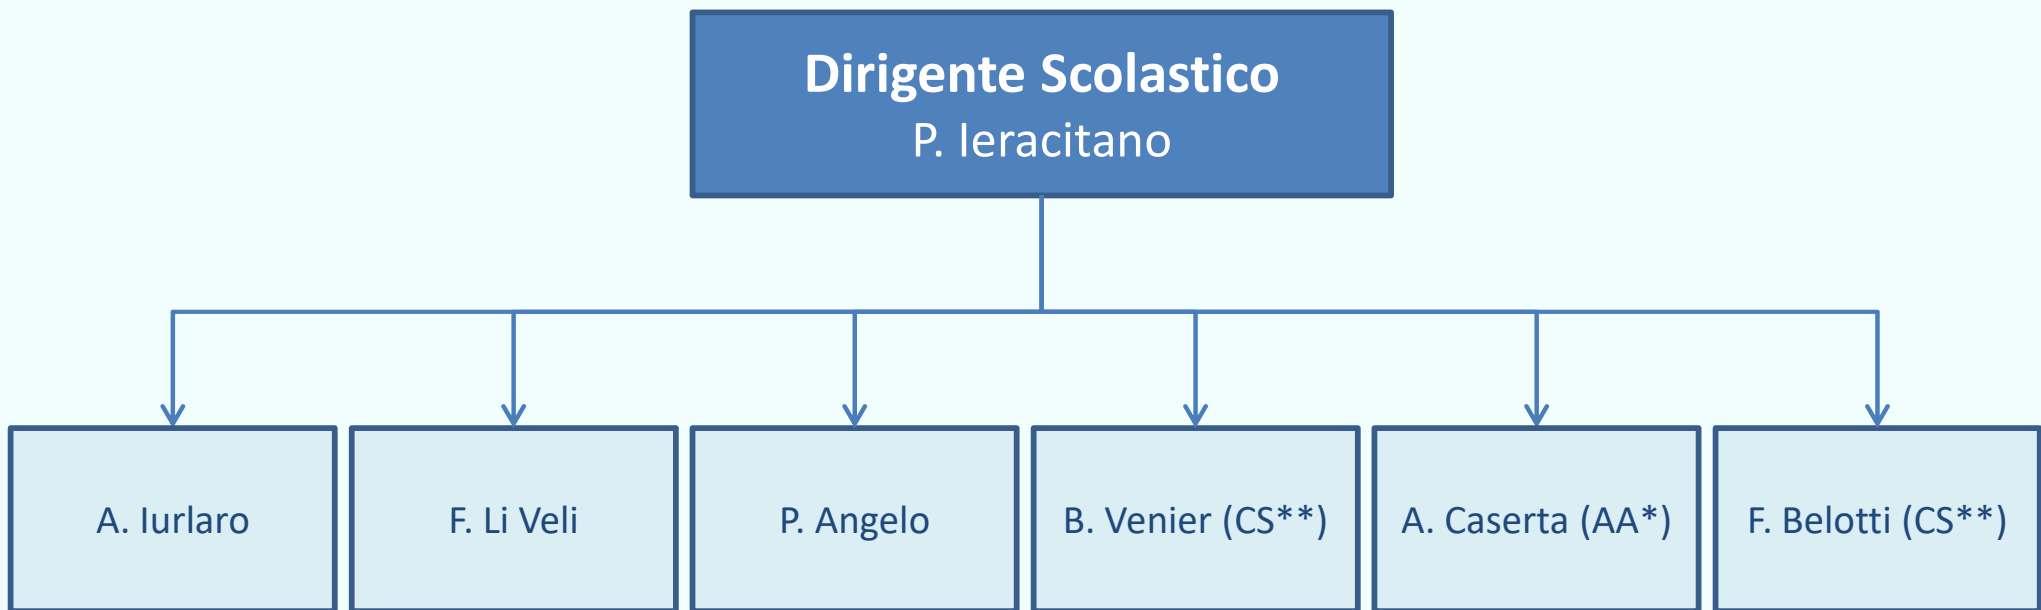 Dirigente Scolastico
P. Ieracitano
A. Iurlaro
F. Li Veli
P. Angelo
B. Venier (CS**)
A. Caserta (AA*)
F. Belotti (CS**)